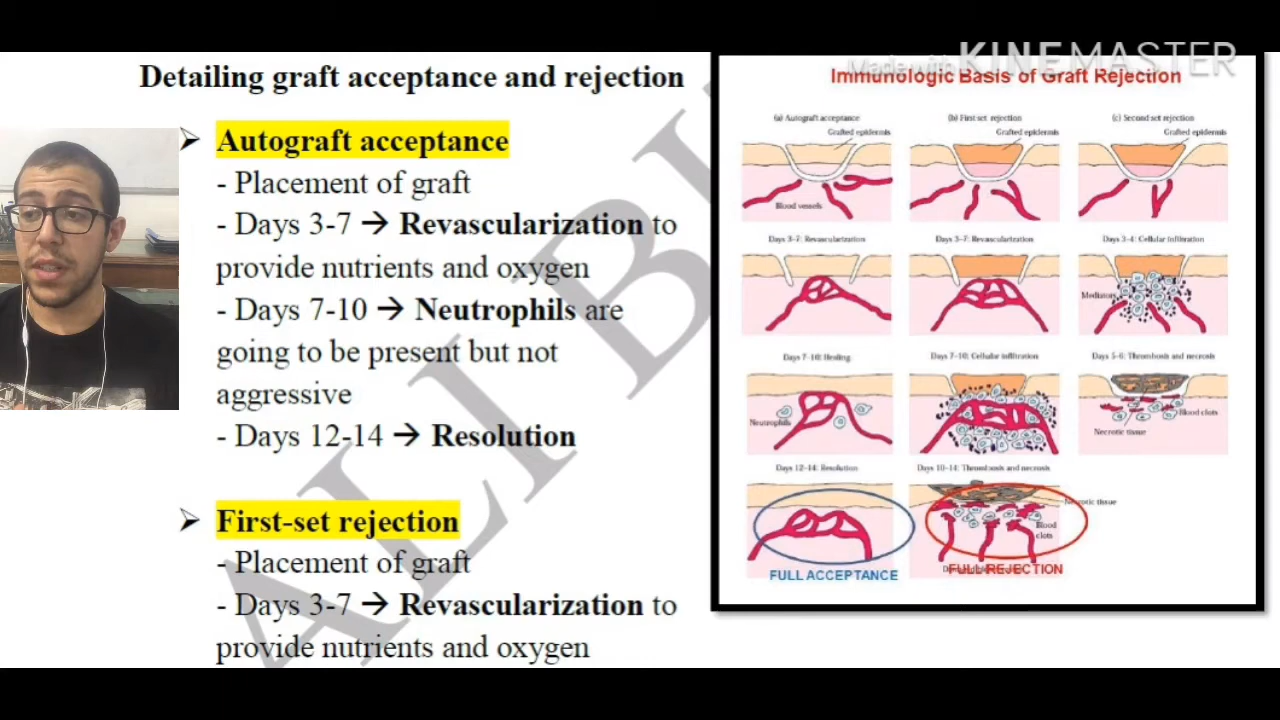 Made with KINEMASTER
Detailing graft acceptance and rejection
Autograft acceptance
- Placement of graft
- Days 3-7 → Revascularization to
provide nutrients and oxygen
- Days 7-10 → Neutrophils are
going to be present but not
aggressive
- Days 12-14 → Resolution
First-set rejection
- Placement of graft
- Days 3-7 → Revascularization to
provide nutrients and oxygen
ALI
Immunologic Basis of Graft Rejection
(a) Autograft acceptance
Grafted epidermis
Blood vessels
(b) First set rejection
Grafted epidermis
(c) Second set rejection
Grafted epidermis
Days 3-7: Revascularization
Days 3-7: Revascularization
Days 3-4: Cellular infiltration
Mediators
Days 7-10: Healing
Neutrophils
Days 7-10: Cellular infiltration
Days 5-6: Thrombosis and necrosis
Blood clots
Necrotic tissue
Days 12-14: Resolution
FULL ACCEPTANCE
Days 10-14: Thrombosis and necrosis
Necrotic tissue
Blood
clots
FULL REJECTION